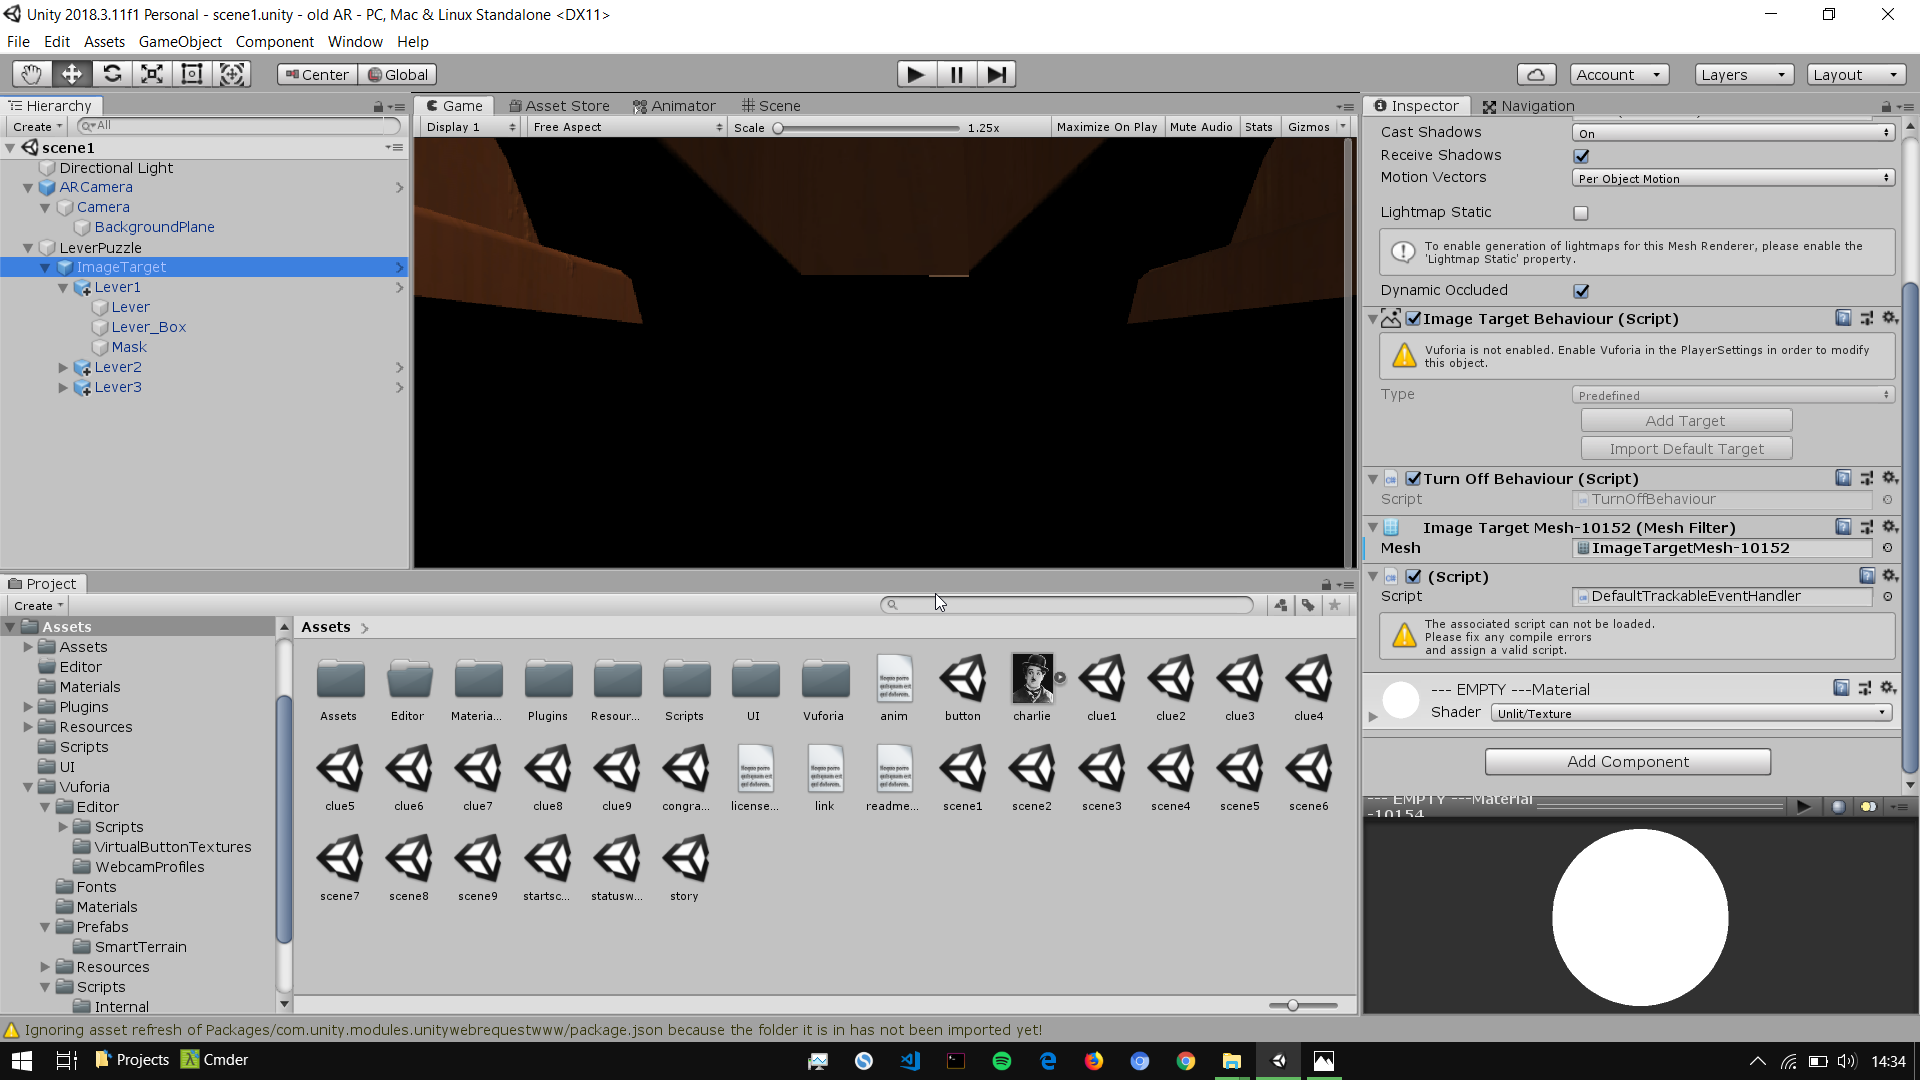 Unity 2018.3.11f1 Personal - scene1.unity - old AR - PC, Mac & Linux Standalone <DX11>
File Edit Assets GameObject Component Window Help
Center Global Account Layers Layout
Hierarchy
Create All
scene1
Directional Light
ARCamera
Camera
BackgroundPlane
LeverPuzzle
ImageTarget
Lever1
Lever
Lever_Box
Mask
Lever2
Lever3
Game Asset Store Animator Scene
Display 1 Free Aspect Scale 1.25x Maximize On Play Mute Audio Stats Gizmos
Inspector Navigation
Cast Shadows On
Receive Shadows
Motion Vectors Per Object Motion
Lightmap Static
To enable generation of lightmaps for this Mesh Renderer, please enable the
'Lightmap Static' property.
Dynamic Occluded
Image Target Behaviour (Script)
Vuforia is not enabled. Enable Vuforia in the PlayerSettings in order to modify
this object.
Type Predefined
Add Target
Import Default Target
Turn Off Behaviour (Script)
Script TurnOffBehaviour
Image Target Mesh-10152 (Mesh Filter)
Mesh ImageTargetMesh-10152
(Script)
Script DefaultTrackableEventHandler
The associated script can not be loaded.
Please fix any compile errors
and assign a valid script.
--- EMPTY ---Material
Shader Unlit/Texture
Add Component
--- EMPTY ---Material
-10154
Project
Create
Assets
Assets
Editor
Materials
Plugins
Resources
Scripts
UI
Vuforia
Editor
Scripts
VirtualButtonTextures
WebcamProfiles
Fonts
Materials
Prefabs
SmartTerrain
Resources
Scripts
Internal
Assets
Assets Editor Materia... Plugins Resour... Scripts UI Vuforia anim button charlie clue1 clue2 clue3 clue4
clue5 clue6 clue7 clue8 clue9 congra... license... link readme... scene1 scene2 scene3 scene4 scene5 scene6
scene7 scene8 scene9 startsc... statusw... story
Ignoring asset refresh of Packages/com.unity.modules.unitywebrequestwww/package.json because the folder it is in has not been imported yet!
Projects Cmder 14:34